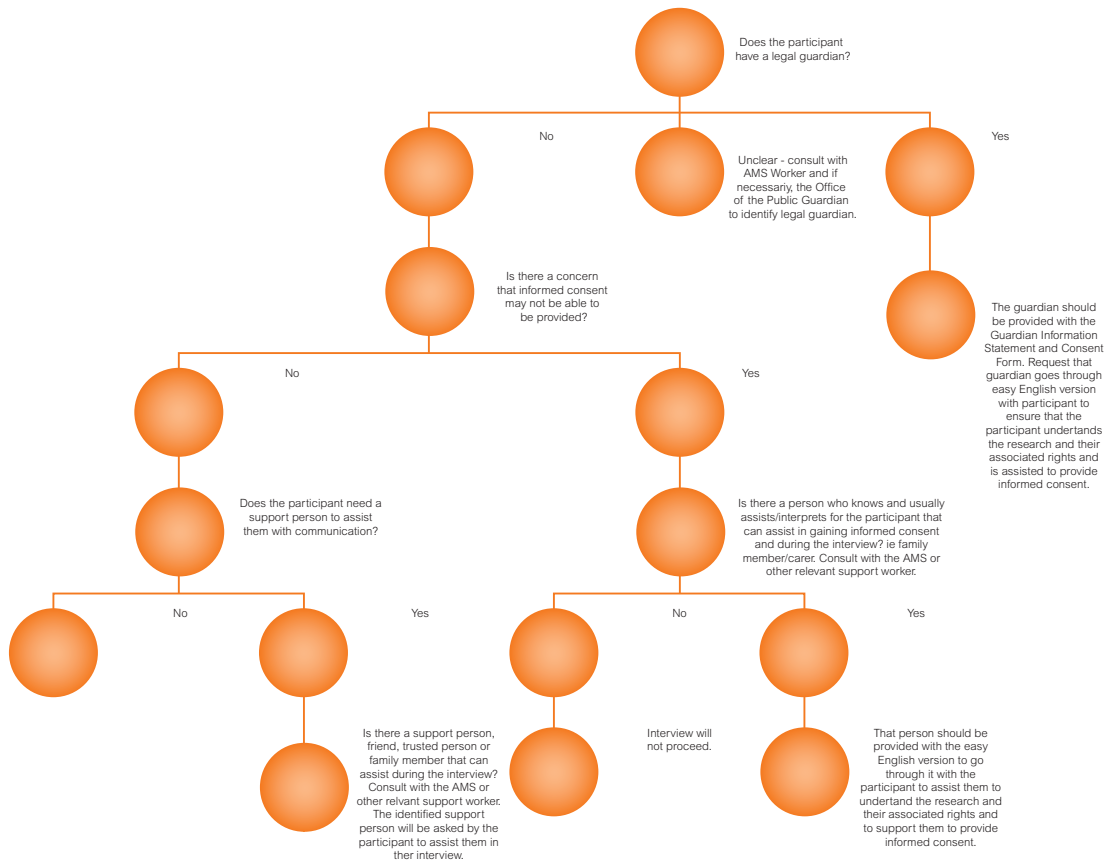 Does the participant
have a legal guardian?
No
Unclear - consult with
AMS Worker and if
necessariy, the Office
of the Public Guardian
to identify legal guardian.
Yes
Is there a concern
that informed consent
may not be able to
be provided?
The guardian should
be provided with the
Guardian Information
Statement and Consent
Form. Request that
guardian goes through
easy English version
with participant to
ensure that the
participant undertands
the research and their
associated rights and
is assisted to provide
informed consent.
No
Yes
Does the participant need a
support person to assist
them with communication?
Is there a person who knows and usually
assists/interprets for the participant that
can assist in gaining informed consent
and during the interview? ie family
member/carer. Consult with the AMS or
other relevant support worker.
No
Yes
No
Yes
Is there a support person,
friend, trusted person or
family member that can
assist during the interview?
Consult with the AMS or
other relvant support worker.
The identified support
person will be asked by the
participant to assist them in
ther interview.
Interview will
not proceed.
That person should be
provided with the easy
English version to go
through it with the
participant to assist them to
undertand the research and
their associated rights and
to support them to provide
informed consent.